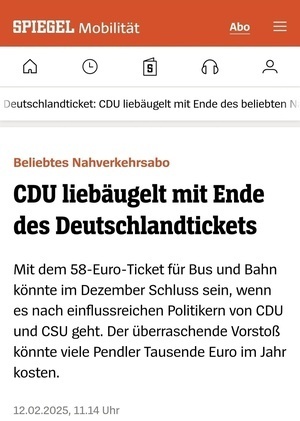 SPIEGEL Mobilität Abo
Deutschlandticket: CDU liebäugelt mit Ende des beliebten
Beliebtes Nahverkehrsabo
CDU liebäugelt mit Ende
des Deutschlandtickets
Mit dem 58-Euro-Ticket für Bus und Bahn
könnte im Dezember Schluss sein, wenn
es nach einflussreichen Politikern von CDU
und CSU geht. Der überraschende Vorstoß
könnte viele Pendler Tausende Euro im Jahr
kosten.
12.02.2025, 11.14 Uhr